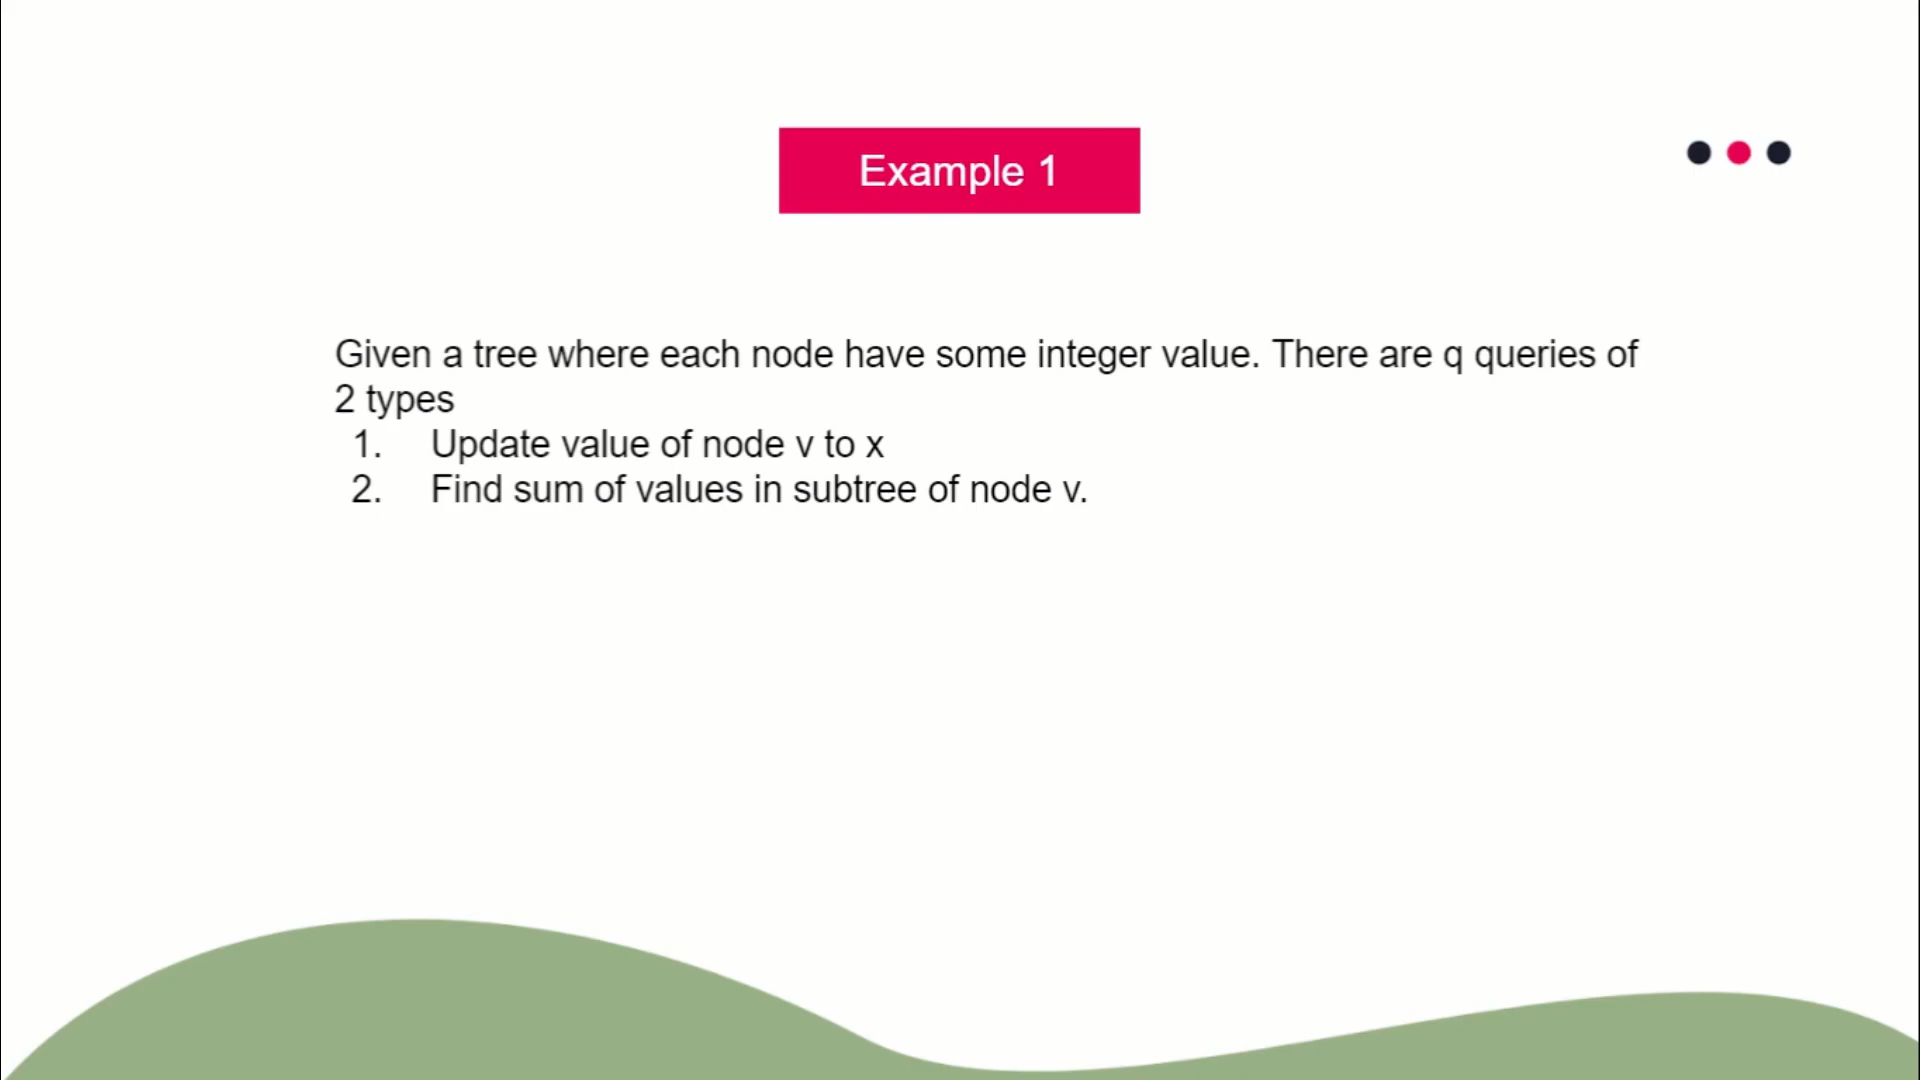 Example 1
Given a tree where each node have some integer value. There are q queries of
2 types
1. Update value of node v to x
2. Find sum of values in subtree of node v.